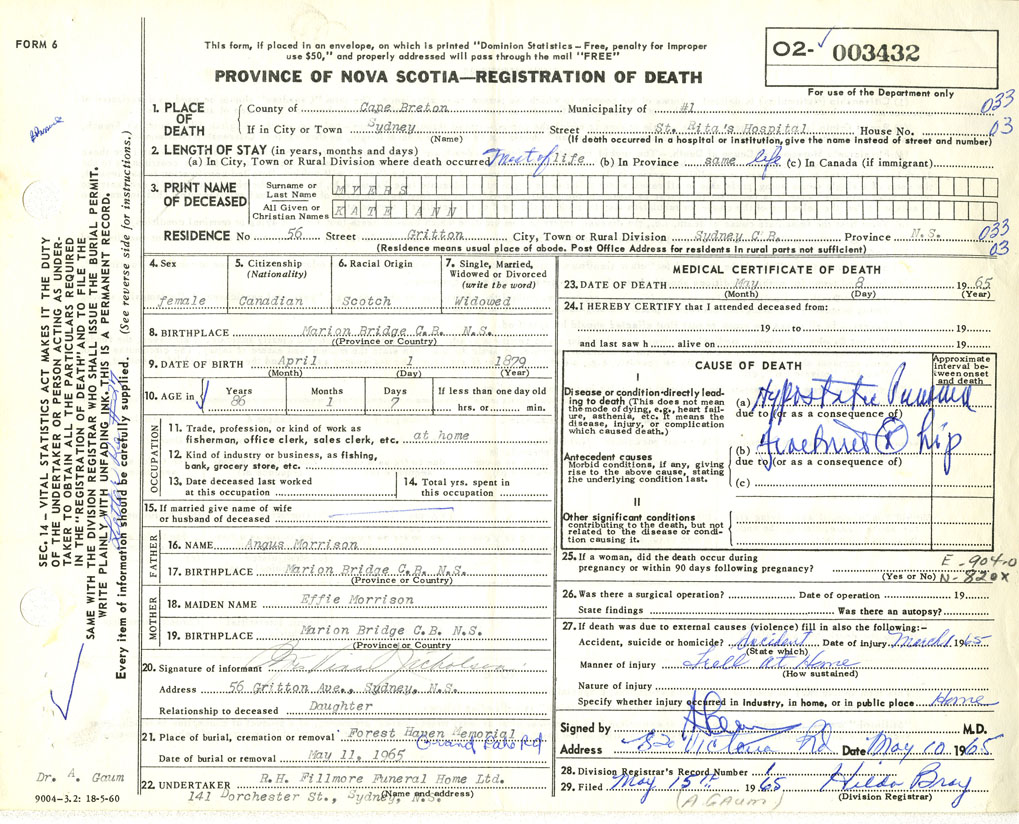 FORM 6
This form, if placed in an envelope, on which is printed "Dominion Statistics – Free, penalty for Improper
use $50," and properly addressed will pass through the mail "FREE"
PROVINCE OF NOVA SCOTIA—REGISTRATION OF DEATH
O2- 003432
For use of the Department only
1. PLACE OF DEATH County of Cape Breton Municipality of #1 033
If in City or Town Sydney Street St. Rita's Hospital House No. 03
(Name) (If death occurred in a hospital or institution, give the name instead of street and number)
2. LENGTH OF STAY (in years, months and days)
(a) In City, Town or Rural Division where death occurred Most of life (b) In Province same life (c) In Canada (if immigrant)
3. PRINT NAME OF DECEASED Surname or Last Name MYERS
All Given or Christian Names KATE ANN
RESIDENCE No 56 Street Gritton City, Town or Rural Division Sydney C.B. Province N.S. 033
(Residence means usual place of abode. Post Office Address for residents in rural parts not sufficient) 03
4. Sex female
5. Citizenship (Nationality) Canadian
6. Racial Origin Scotch
7. Single, Married, Widowed or Divorced (write the word) Widowed
8. BIRTHPLACE Marion Bridge C.B. N.S.
(Province or Country)
9. DATE OF BIRTH April 1 1879
(Month) (Day) (Year)
10. AGE in Years 86 Months 1 Days 7 If less than one day old hrs. or min.
OCCUPATION
11. Trade, profession, or kind of work as
fisherman, office clerk, sales clerk, etc. at home
12. Kind of industry or business, as fishing,
bank, grocery store, etc.
13. Date deceased last worked
at this occupation
14. Total yrs. spent in
this occupation
15. If married give name of wife
or husband of deceased
FATHER
16. NAME Angus Morrison
17. BIRTHPLACE Marion Bridge C.B. N.S.
(Province or Country)
MOTHER
18. MAIDEN NAME Effie Morrison
19. BIRTHPLACE Marion Bridge C.B. N.S.
(Province or Country)
20. Signature of informant Nicholson
Address 56 Gritton Ave., Sydney, N.S.
Relationship to deceased Daughter
21. Place of burial, cremation or removal Forest Haven Memorial
Grand Lake Rd
Date of burial or removal May 11, 1965
22. UNDERTAKER R.H. Fillmore Funeral Home Ltd.
141 Dorchester St., Sydney, N.S.
(Name and address)
MEDICAL CERTIFICATE OF DEATH
23. DATE OF DEATH May 8 1965
(Month) (Day) (Year)
24. I HEREBY CERTIFY that I attended deceased from:
19 to 19
and last saw h alive on 19
CAUSE OF DEATH
Approximate interval between onset and death
I
Disease or condition directly leading to death (This does not mean
the mode of dying, e.g., heart failure, asthenia, etc. It means the
disease, injury, or complication
which caused death.)
(a) Hypostatic
due to (or as a consequence of)
(b) Fractured R hip
due to (or as a consequence of)
(c)
Antecedent causes
Morbid conditions, if any, giving
rise to the above cause, stating
the underlying condition last.
II
Other significant conditions
contributing to the death, but not
related to the disease or condition causing it.
25. If a woman, did the death occur during
pregnancy or within 90 days following pregnancy?
(Yes or No)
E-904-0
N-820X
26. Was there a surgical operation? Date of operation 19
State findings Was there an autopsy?
27. If death was due to external causes (violence) fill in also the following:–
Accident, suicide or homicide? Accident Date of injury March 1965
(State which)
Manner of injury Fell At Home
(How sustained)
Nature of injury
Specify whether injury occurred in Industry, in home, or in public place Home
Signed by M.D.
Address Victoria Rd Date May 10 1965
28. Division Registrar's Record Number
29. Filed May 15th 1965 Hilda Bray
(A GAUM) (Division Registrar)
SEC. 14 – VITAL STATISTICS ACT MAKES IT THE DUTY
OF THE UNDERTAKER OR PERSON ACTING AS UNDERTAKER TO OBTAIN ALL THE PARTICULARS REQUIRED
IN THE "REGISTRATION OF DEATH" AND TO FILE THE
SAME WITH THE DIVISION REGISTRAR WHO SHALL ISSUE THE BURIAL PERMIT.
WRITE PLAINLY WITH UNFADING INK. THIS IS A PERMANENT RECORD.
Every item of information should be carefully supplied. (See reverse side for instructions.)
Dr. A. Gaum
9004-3.2: 18-5-60